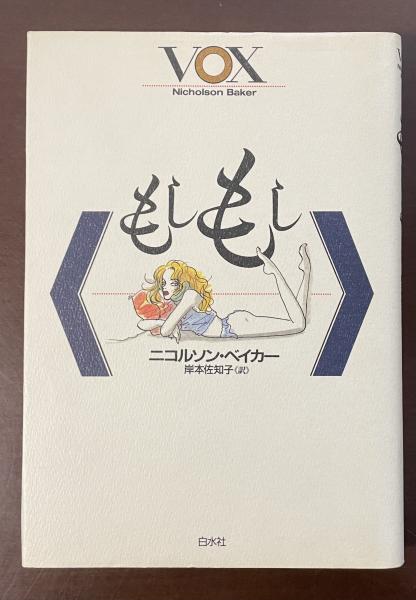 VOX
Nicholson Baker
もしもし
ニコルソン・ベイカー
岸本佐知子《訳》
白水社